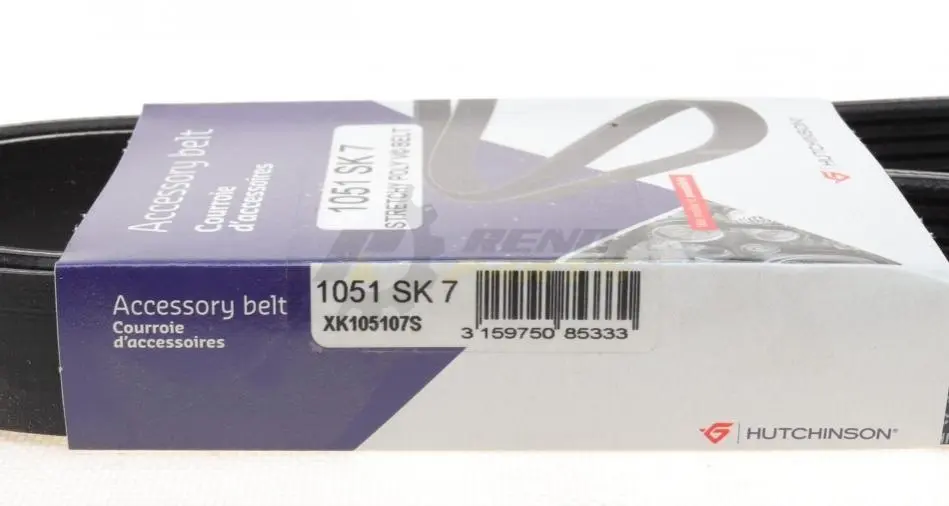 Accessory belt
Courroie
d'accessoires
1051 SK 7
STRETCHY POLY V® BELT
HUTCHINSON®
REND
Accessory belt
Courroie
d'accessoires
1051 SK 7
XK105107S
3 159750 85333
HUTCHINSON®